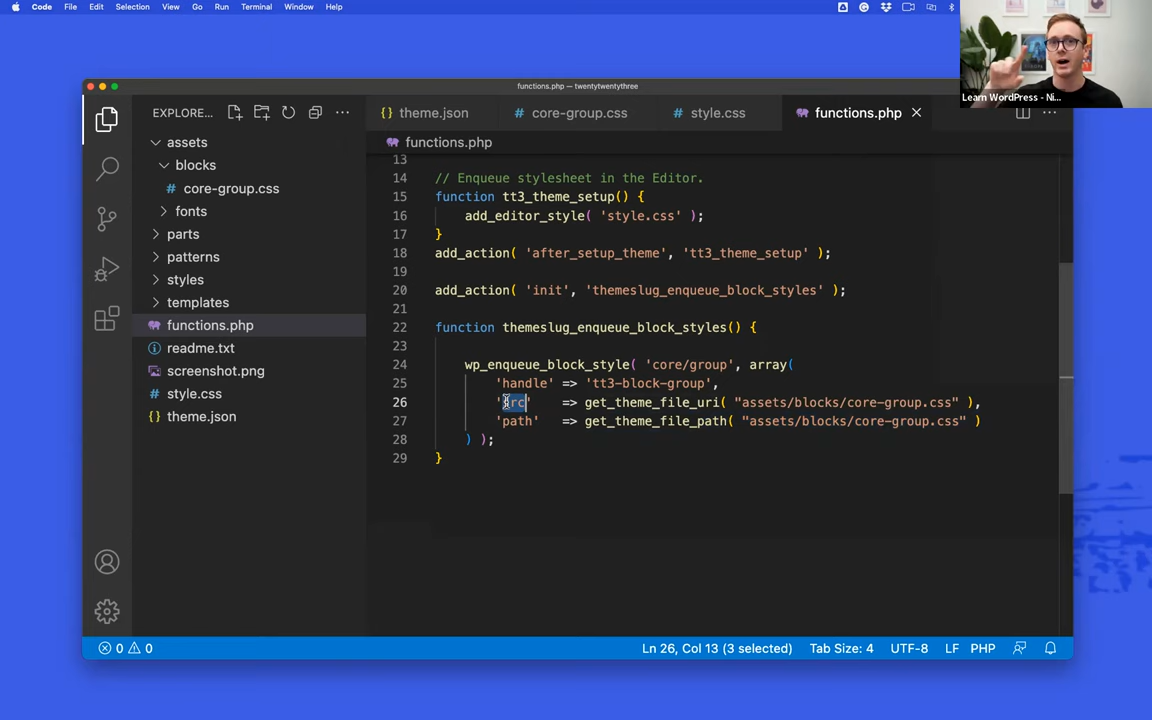 Code File Edit Selection View Go Run Terminal Window Help
Learn WordPress - Ni...
functions.php — twentytwentythree
EXPLORE...
theme.json
core-group.css
style.css
functions.php
functions.php
assets
blocks
core-group.css
fonts
parts
patterns
styles
templates
functions.php
readme.txt
screenshot.png
style.css
theme.json
13
14 // Enqueue stylesheet in the Editor.
15 function tt3_theme_setup() {
16 add_editor_style( 'style.css' );
17 }
18 add_action( 'after_setup_theme', 'tt3_theme_setup' );
19
20 add_action( 'init', 'themeslug_enqueue_block_styles' );
21
22 function themeslug_enqueue_block_styles() {
23
24 wp_enqueue_block_style( 'core/group', array(
25 'handle' => 'tt3-block-group',
26 'src' => get_theme_file_uri( "assets/blocks/core-group.css" ),
27 'path' => get_theme_file_path( "assets/blocks/core-group.css" )
28 ) );
29 }
0 0 Ln 26, Col 13 (3 selected) Tab Size: 4 UTF-8 LF PHP